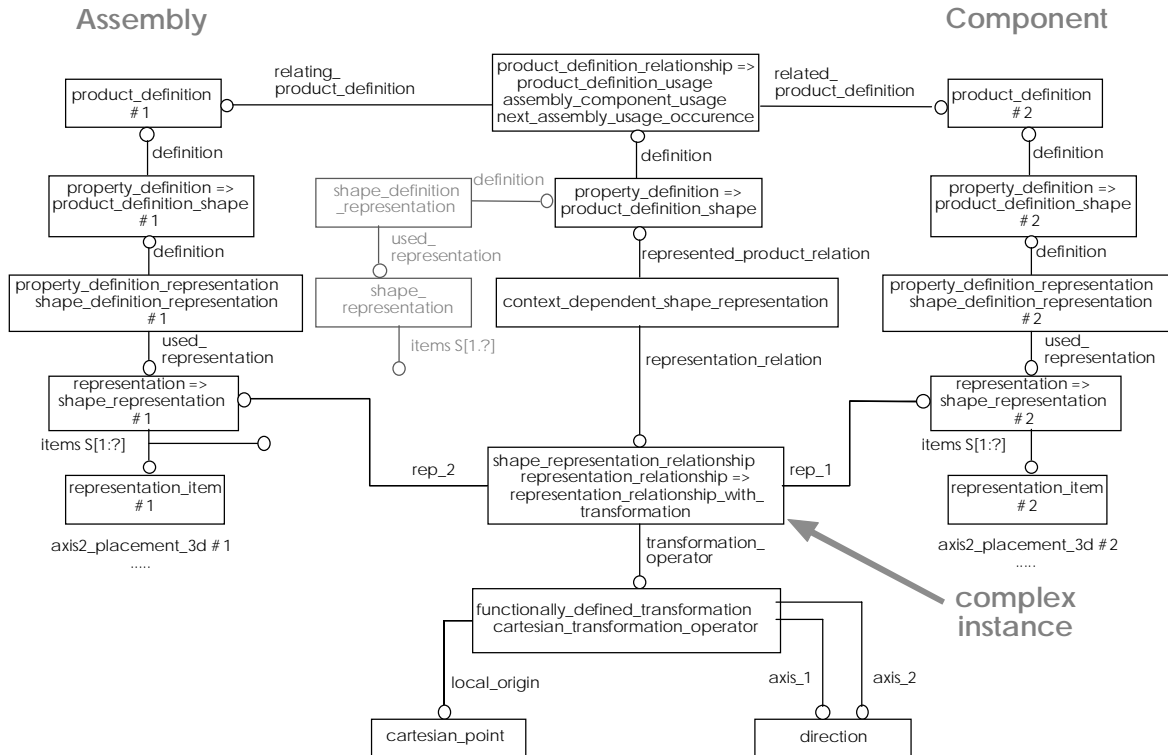 Assembly
Component
product_definition
#1
relating_
product_definition
product_definition_relationship =>
product_definition_usage
assembly_component_usage
next_assembly_usage_occurence
related_
product_definition
product_definition
#2
definition
definition
definition
property_definition =>
product_definition_shape
#1
shape_definition
_representation
definition
property_definition =>
product_definition_shape
property_definition =>
product_definition_shape
#2
definition
used_
representation
represented_product_relation
definition
property_definition_representation
shape_definition_representation
#1
shape_
representation
context_dependent_shape_representation
property_definition_representation
shape_definition_representation
#2
used_
representation
items S[1.?]
representation_relation
used_
representation
representation =>
shape_representation
#1
representation =>
shape_representation
#2
items S[1:?]
items S[1:?]
rep_2
shape_representation_relationship
representation_relationship =>
representation_relationship_with_
transformation
rep_1
representation_item
#1
representation_item
#2
axis2_placement_3d #1
.....
axis2_placement_3d #2
.....
transformation_
operator
complex
instance
functionally_defined_transformation
cartesian_transformation_operator
local_origin
axis_1
axis_2
cartesian_point
direction